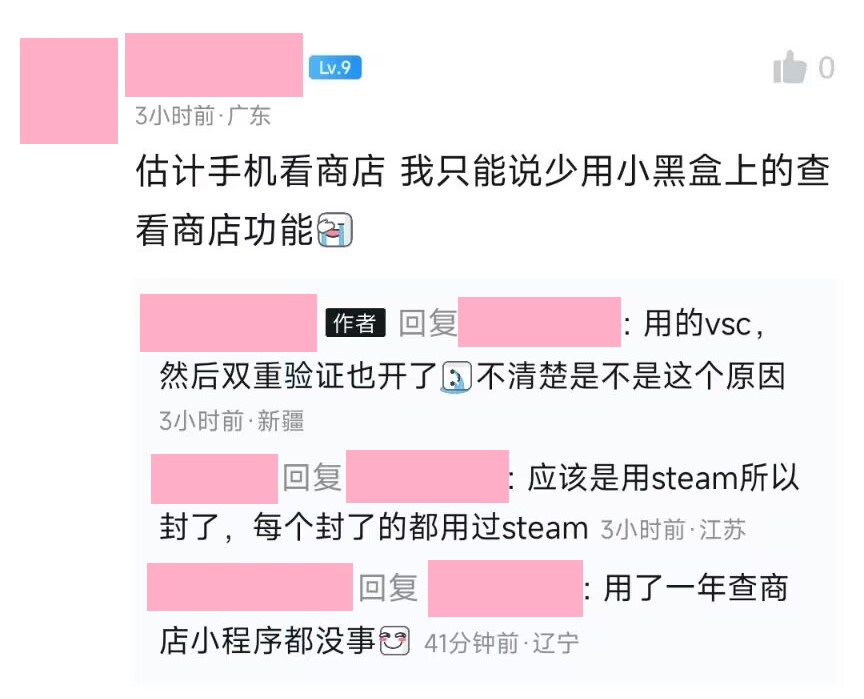 Lv.9
0
3小时前·广东
估计手机看商店 我只能说少用小黑盒上的查
看商店功能
作者 回复 : 用的vsc，
然后双重验证也开了 不清楚是不是这个原因
3小时前·新疆
回复 : 应该是用steam所以
封了，每个封了的都用过steam 3小时前·江苏
回复 : 用了一年查商
店小程序都没事 41分钟前·辽宁